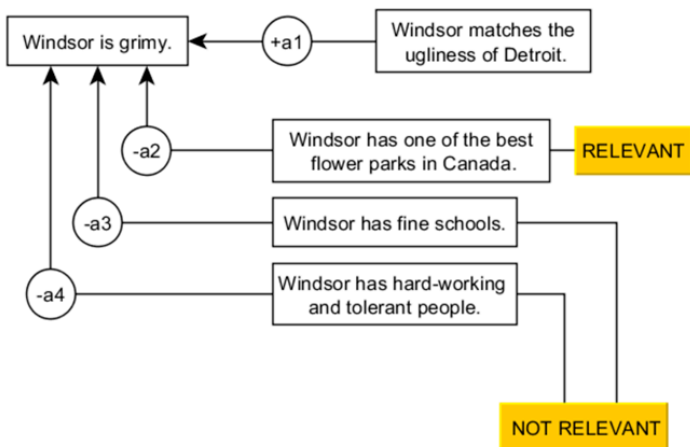 Windsor is grimy.
+a1
Windsor matches the
ugliness of Detroit.
-a2
Windsor has one of the best
flower parks in Canada.
RELEVANT
-a3
Windsor has fine schools.
-a4
Windsor has hard-working
and tolerant people.
NOT RELEVANT